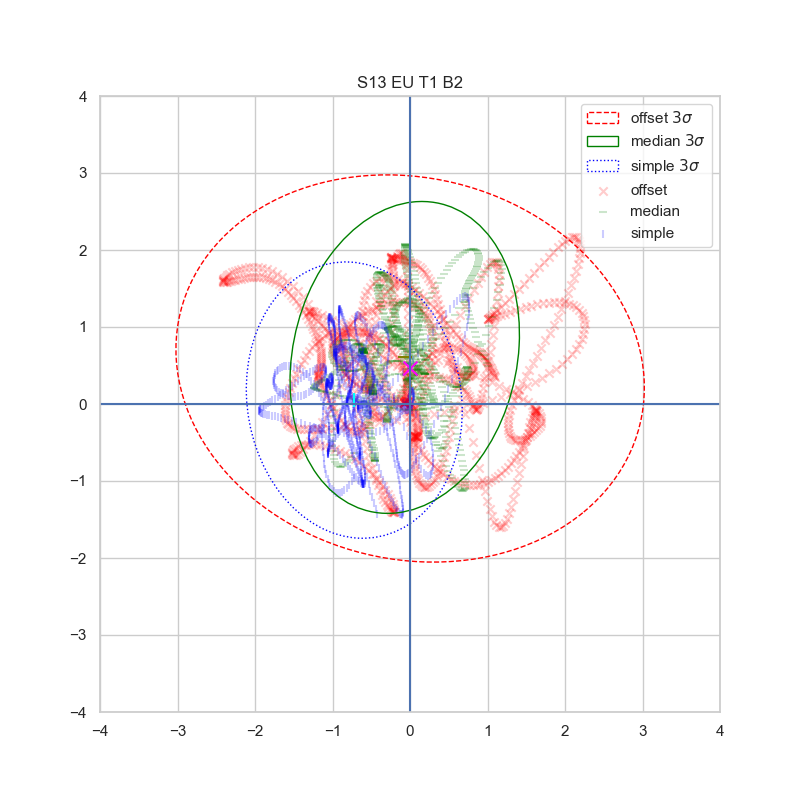 S13 EU T1 B2
offset 3σ
median 3σ
simple 3σ
offset
median
simple
4
3
2
1
0
−1
−2
−3
−4
−4 −3 −2 −1 0 1 2 3 4